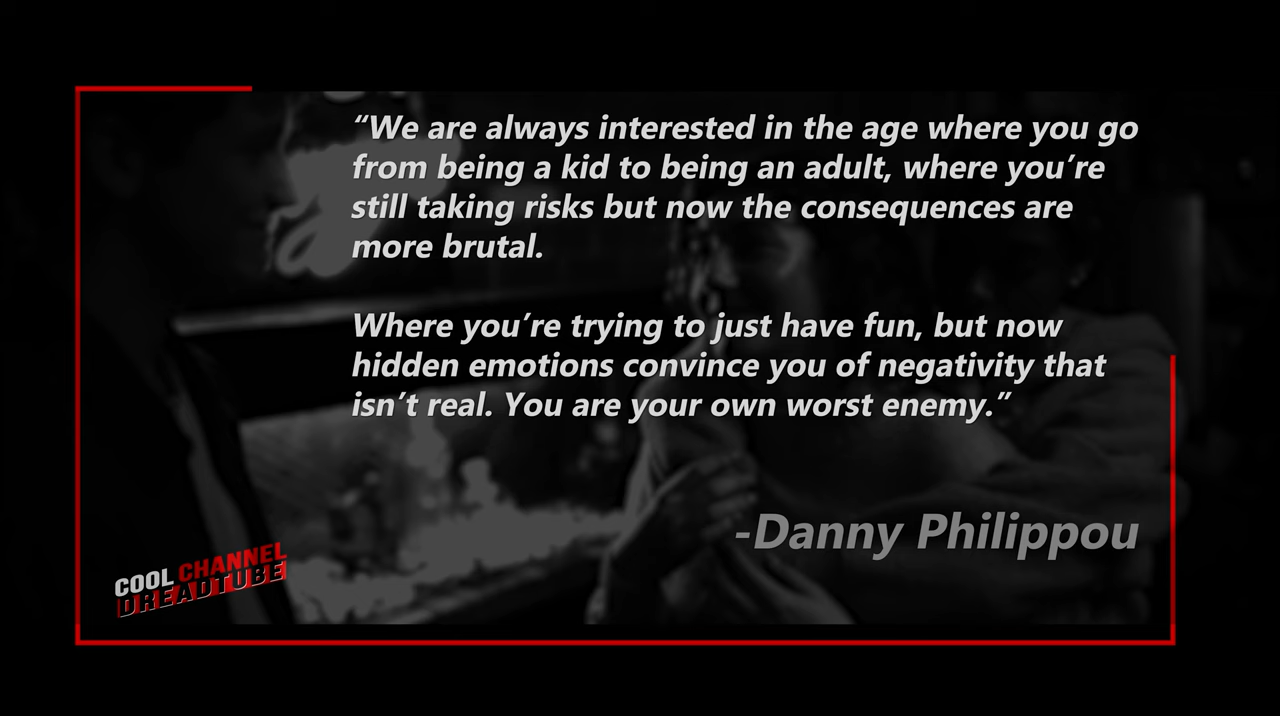 “We are always interested in the age where you go
from being a kid to being an adult, where you’re
still taking risks but now the consequences are
more brutal.
Where you’re trying to just have fun, but now
hidden emotions convince you of negativity that
isn’t real. You are your own worst enemy.”
-Danny Philippou
COOL CHANNEL
DREADTUBE